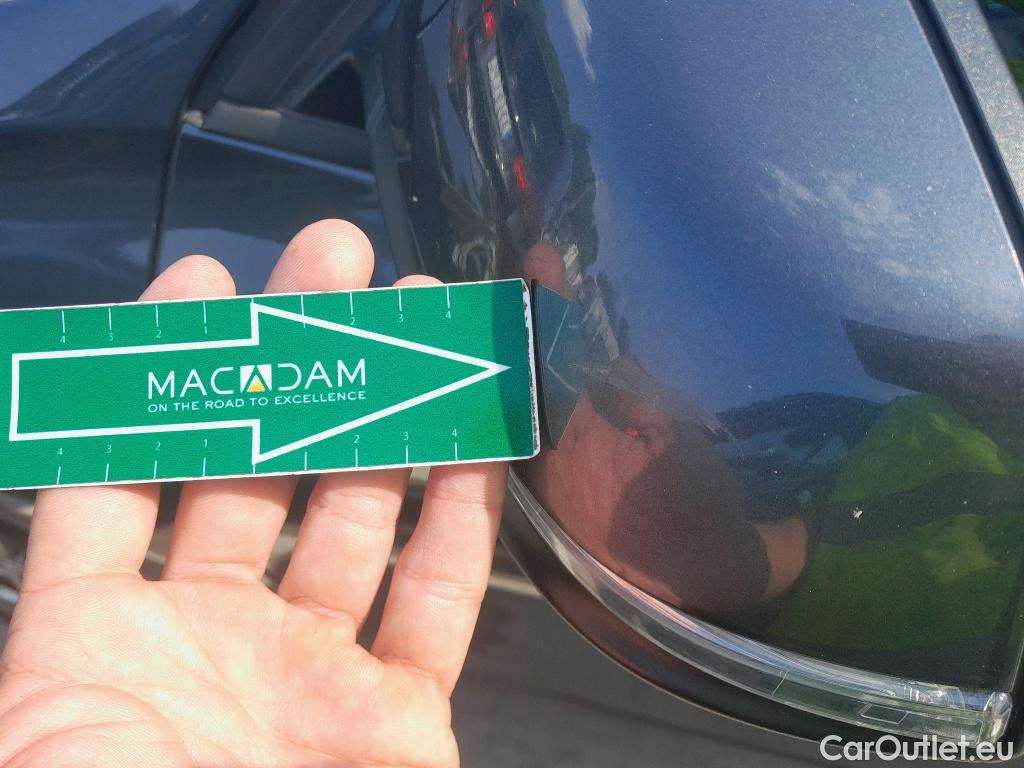 4 3 2 1 1 2 3 4
MACADAM
ON THE ROAD TO EXCELLENCE
4 3 2 1 1 2 3 4
CarOutlet.eu